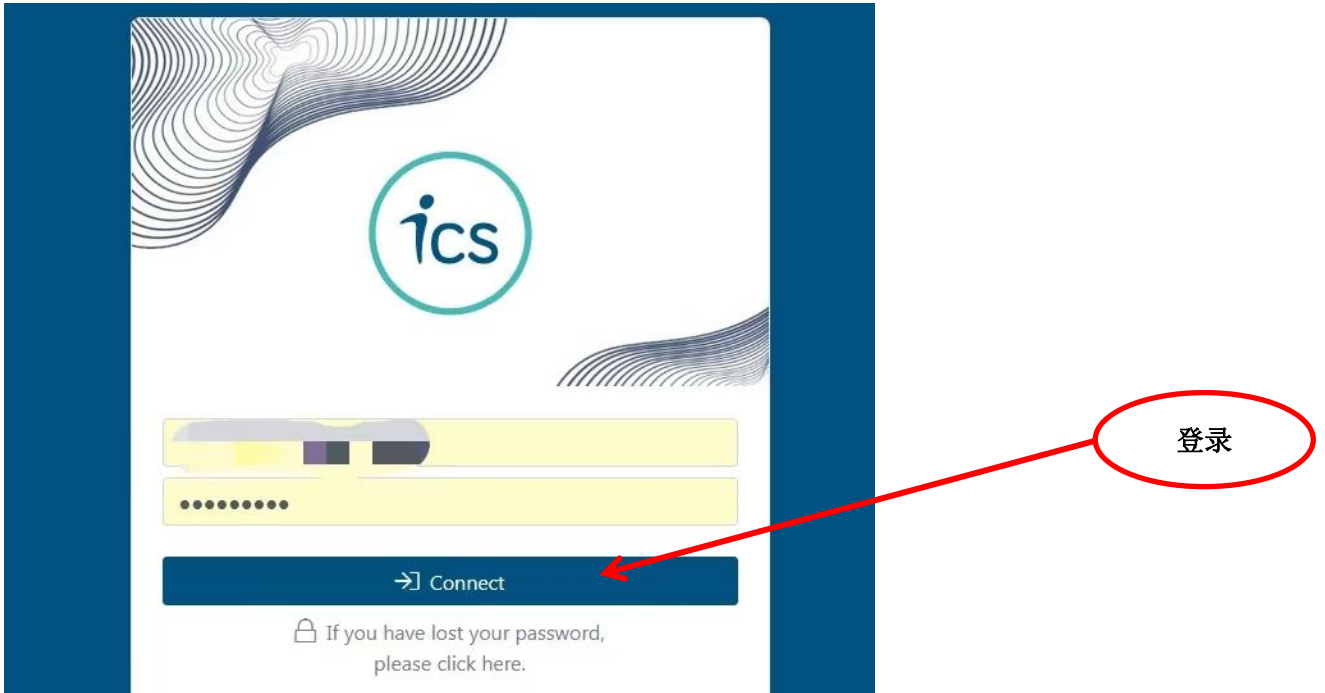 ics
•••••••••
Connect
登录
If you have lost your password,
please click here.